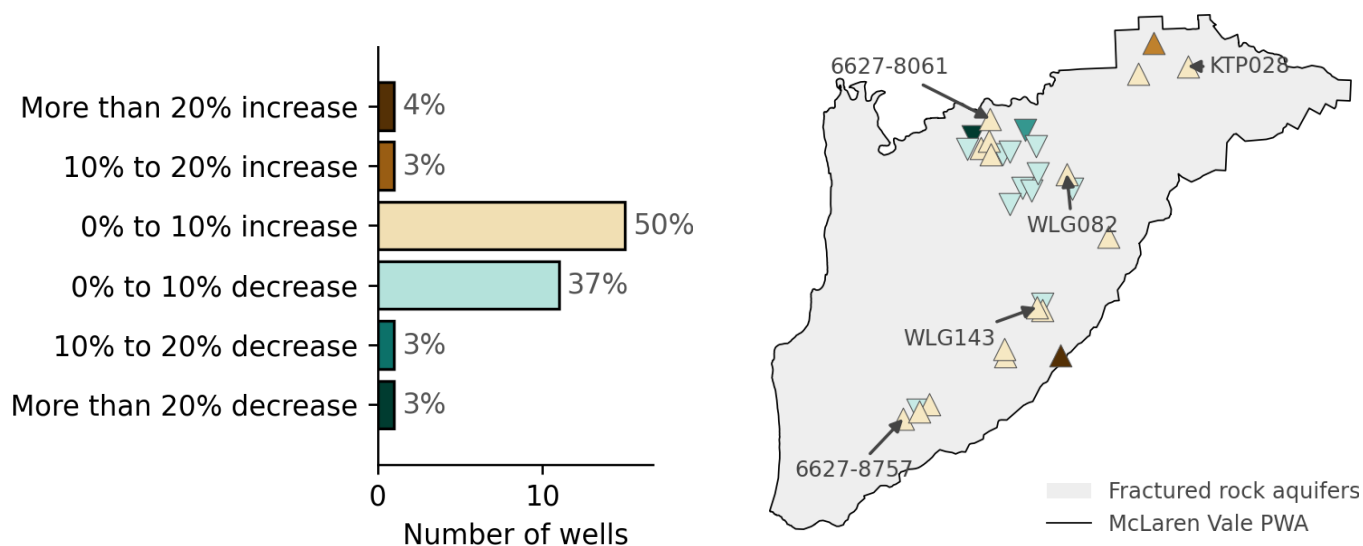 More than 20% increase
4%
10% to 20% increase
3%
0% to 10% increase
50%
0% to 10% decrease
37%
10% to 20% decrease
3%
More than 20% decrease
3%
0
10
Number of wells
6627-8061
KTP028
WLG082
WLG143
6627-8757
Fractured rock aquifers
McLaren Vale PWA